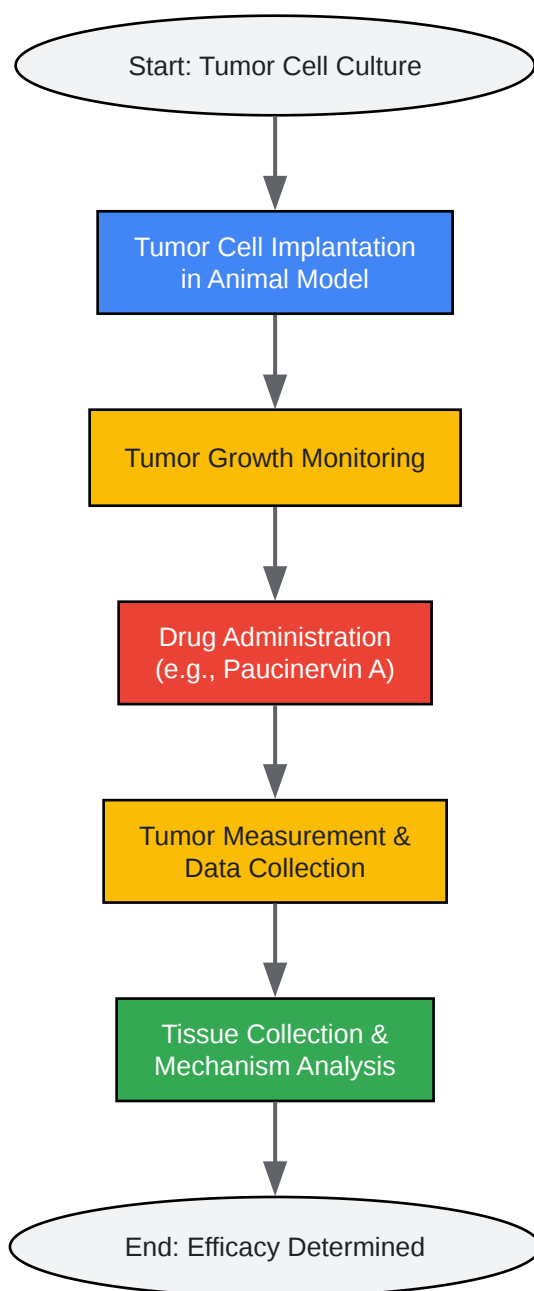 Start: Tumor Cell Culture
Tumor Cell Implantation
in Animal Model
Tumor Growth Monitoring
Drug Administration
(e.g., Paucinervin A)
Tumor Measurement &
Data Collection
Tissue Collection &
Mechanism Analysis
End: Efficacy Determined